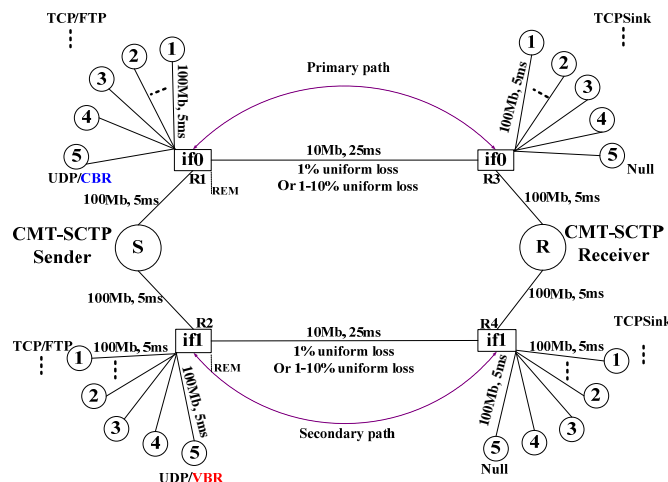 TCP/FTP
TCPSink
1
2
3
4
5
100Mb, 5ms
UDP/CBR
Primary path
1
2
3
4
5
100Mb, 5ms
Null
if0
R1
REM
10Mb, 25ms
1% uniform loss
Or 1-10% uniform loss
if0
R3
100Mb, 5ms
100Mb, 5ms
CMT-SCTP
Sender
S
R
CMT-SCTP
Receiver
100Mb, 5ms
100Mb, 5ms
R2
if1
REM
10Mb, 25ms
1% uniform loss
Or 1-10% uniform loss
R4
if1
TCP/FTP
100Mb, 5ms
1
2
3
4
5
100Mb, 5ms
UDP/VBR
Secondary path
TCPSink
100Mb, 5ms
1
2
3
4
5
100Mb, 5ms
Null